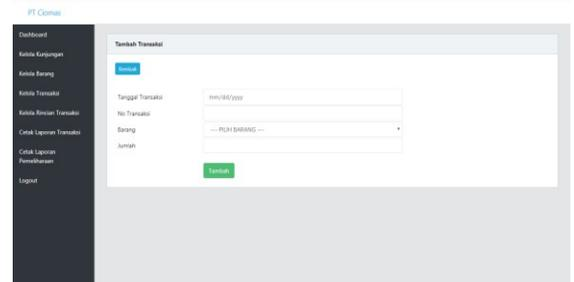 PT Ciomas
Dashboard
Kelola Kunjungan
Kelola Barang
Kelola Transaksi
Kelola Rincian Transaksi
Cetak Laporan Transaksi
Cetak Laporan
Pemeliharaan
Logout
Tambah Transaksi
Kembali
Tanggal Transaksi
mm/dd/yyyy
No Transaksi
Barang
--- PILIH BARANG ---
Jumlah
Tambah